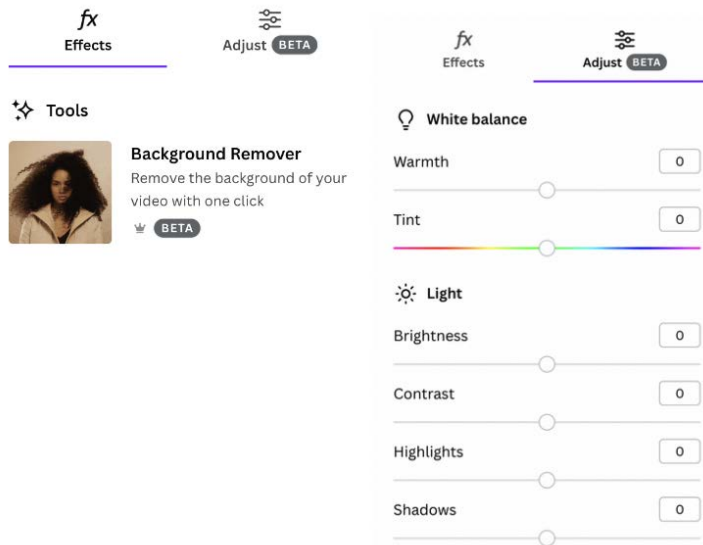 fx
Effects
Adjust BETA
Tools
Background Remover
Remove the background of your
video with one click
BETA
fx
Effects
Adjust BETA
White balance
Warmth 0
Tint 0
Light
Brightness 0
Contrast 0
Highlights 0
Shadows 0